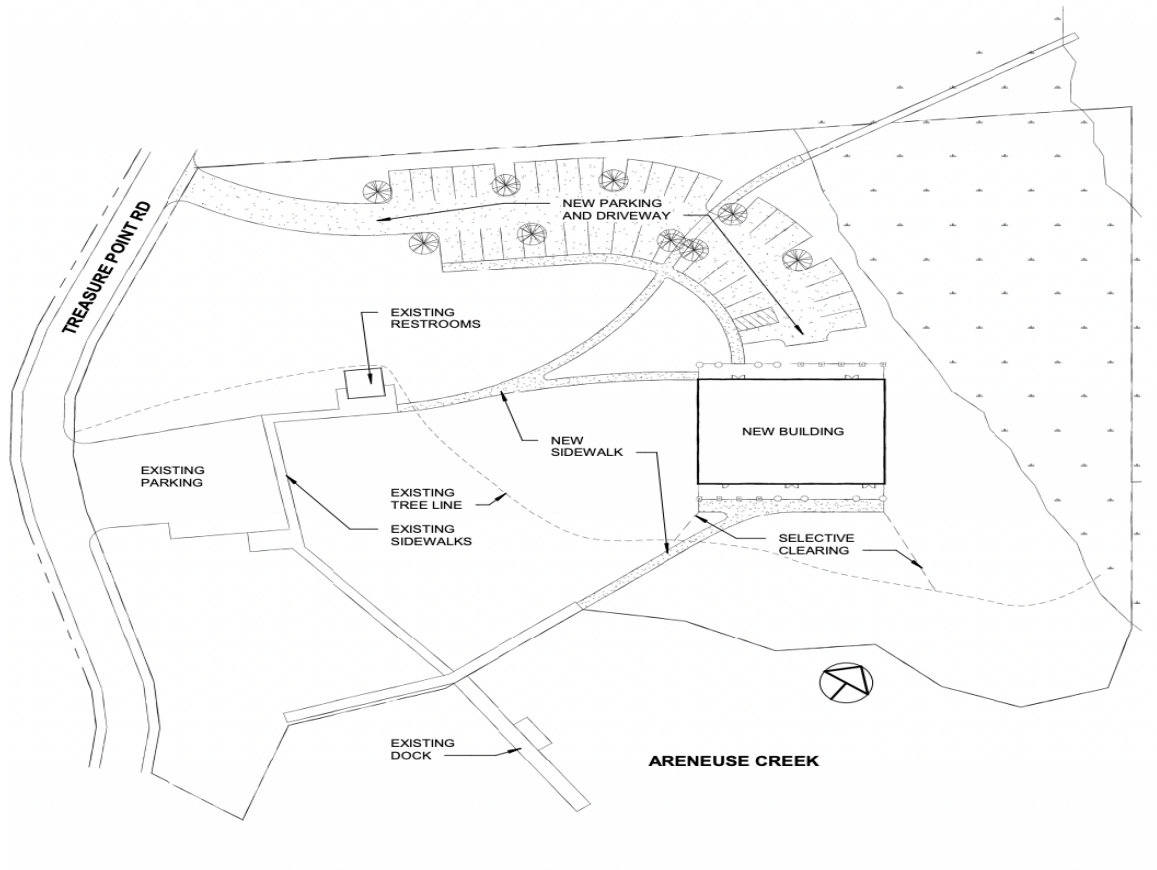 TREASURE POINT RD
NEW PARKING
AND DRIVEWAY
EXISTING
RESTROOMS
NEW BUILDING
NEW
SIDEWALK
EXISTING
PARKING
EXISTING
TREE LINE
EXISTING
SIDEWALKS
SELECTIVE
CLEARING
EXISTING
DOCK
ARENEUSE CREEK